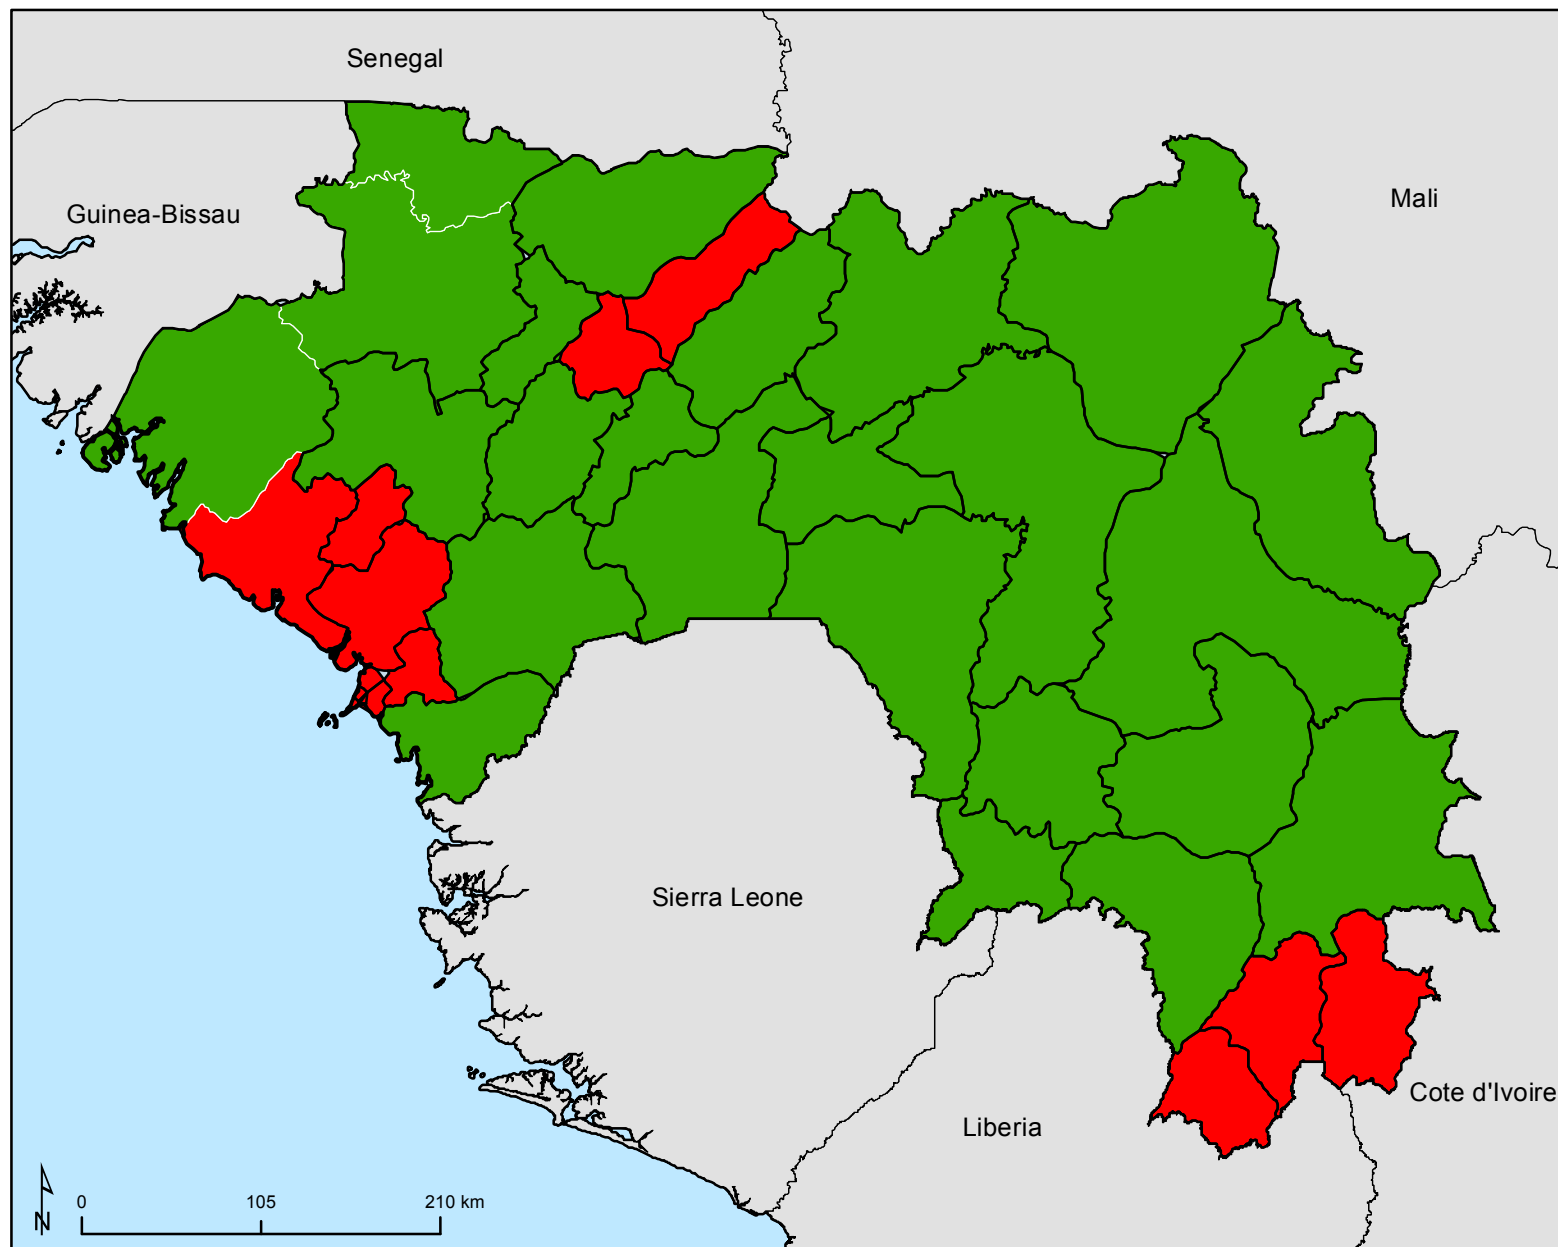 Senegal
Mali
Guinea-Bissau
Sierra Leone
Cote d'Ivoire
Liberia
N
0 105 210 km